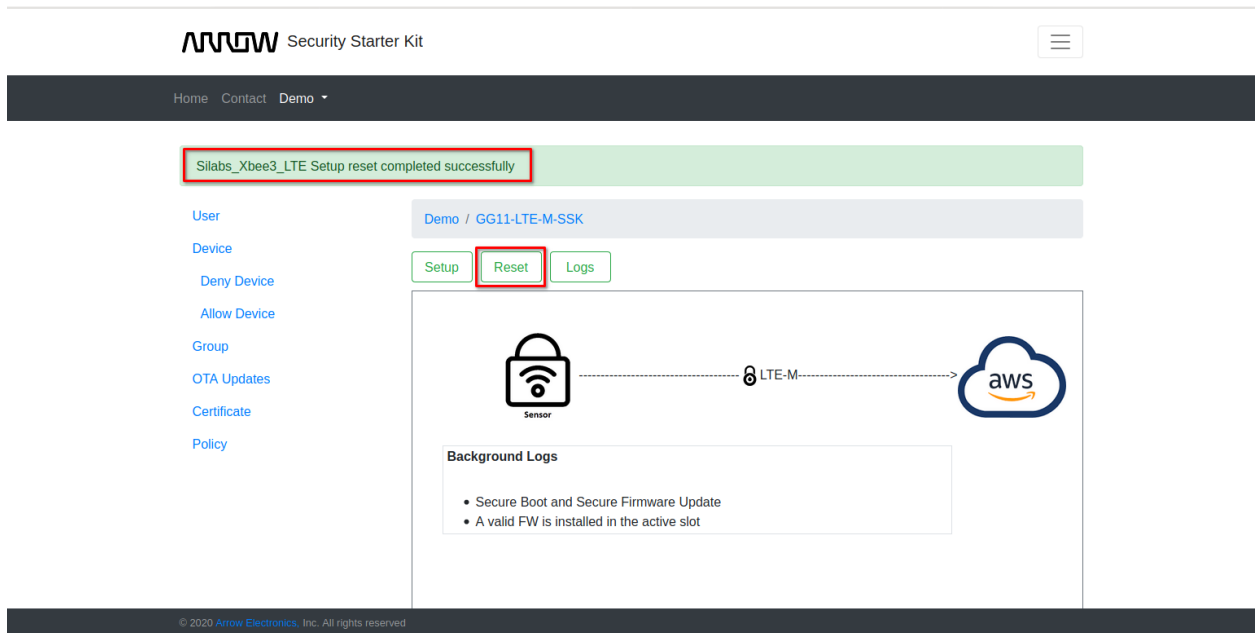 ARROW Security Starter Kit
Home Contact Demo
Silabs_Xbee3_LTE Setup reset completed successfully
User
Device
Deny Device
Allow Device
Group
OTA Updates
Certificate
Policy
Demo / GG11-LTE-M-SSK
Setup Reset Logs
LTE-M
aws
Sensor
Background Logs
• Secure Boot and Secure Firmware Update
• A valid FW is installed in the active slot
© 2020 Arrow Electronics, Inc. All rights reserved